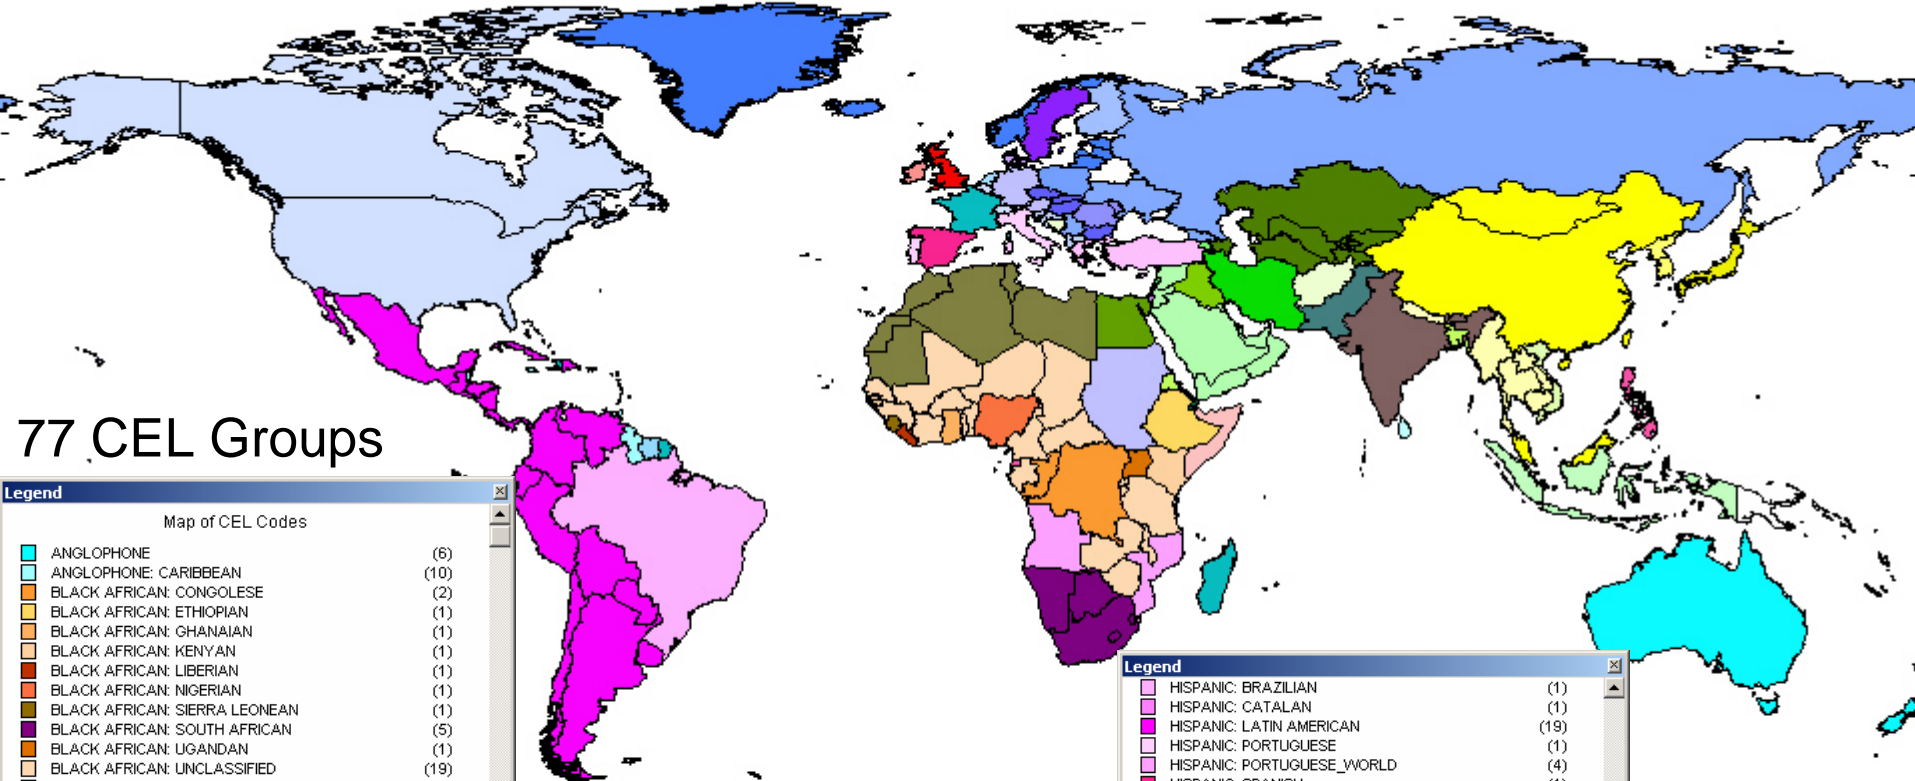 77 CEL Groups
Legend
Map of CEL Codes
ANGLOPHONE (6)
ANGLOPHONE: CARIBBEAN (10)
BLACK AFRICAN: CONGOLESE (2)
BLACK AFRICAN: ETHIOPIAN (1)
BLACK AFRICAN: GHANAIAN (1)
BLACK AFRICAN: KENYAN (1)
BLACK AFRICAN: LIBERIAN (1)
BLACK AFRICAN: NIGERIAN (1)
BLACK AFRICAN: SIERRA LEONEAN (1)
BLACK AFRICAN: SOUTH AFRICAN (5)
BLACK AFRICAN: UGANDAN (1)
BLACK AFRICAN: UNCLASSIFIED (19)
Legend
HISPANIC: BRAZILIAN (1)
HISPANIC: CATALAN (1)
HISPANIC: LATIN AMERICAN (19)
HISPANIC: PORTUGUESE (1)
HISPANIC: PORTUGUESE_WORLD (4)